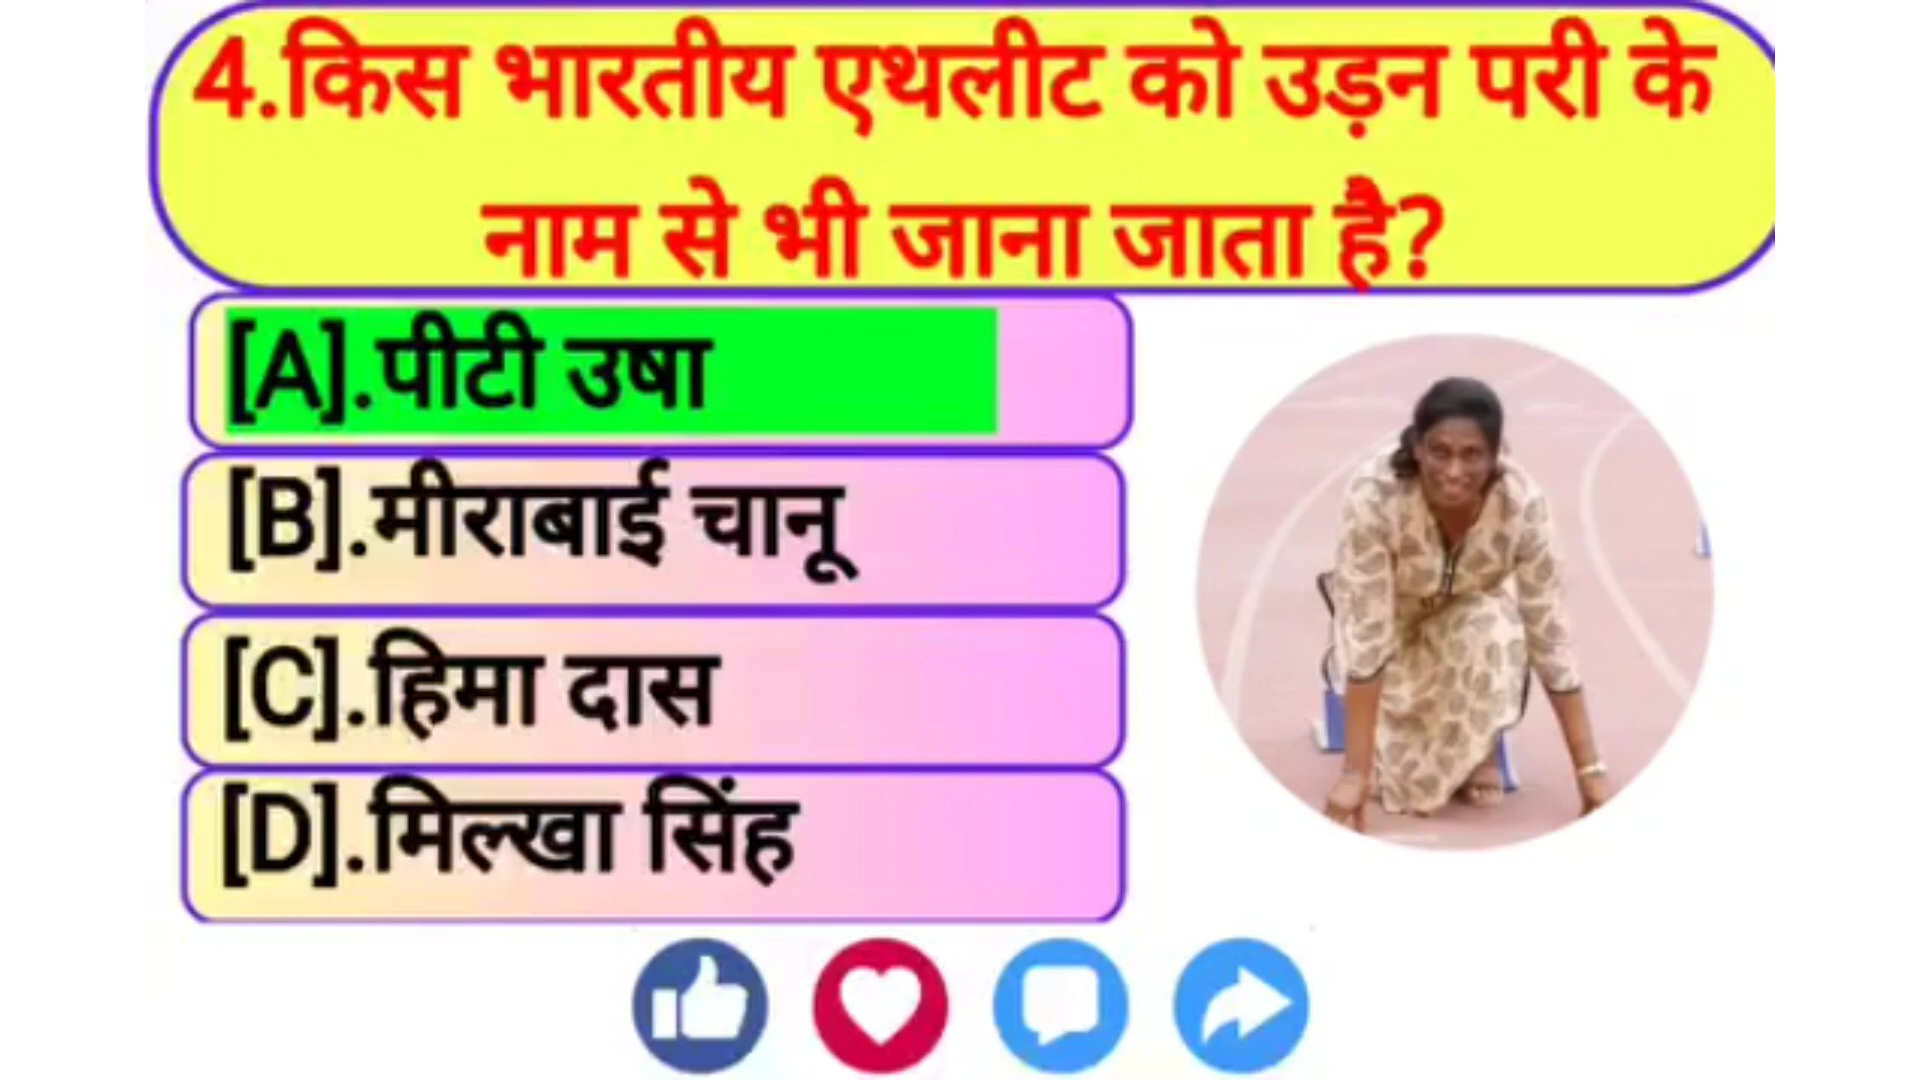 4.किस भारतीय एथलीट को उड़न परी के
नाम से भी जाना जाता है?
[A].पीटी उषा
[B].मीराबाई चानू
[C].हिमा दास
[D].मिल्खा सिंह